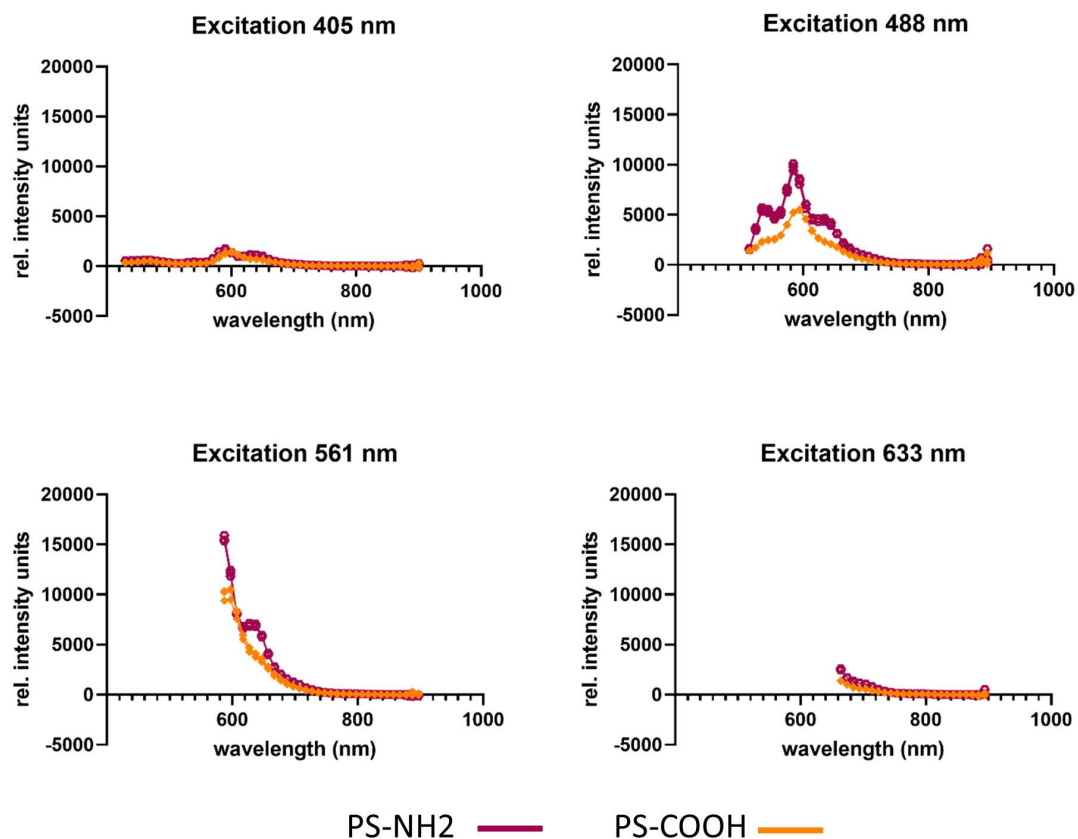 Excitation 405 nm
20000
15000
10000
5000
0
-5000
rel. intensity units
600
800
1000
wavelength (nm)
Excitation 488 nm
20000
15000
10000
5000
0
-5000
rel. intensity units
600
800
1000
wavelength (nm)
Excitation 561 nm
20000
15000
10000
5000
0
-5000
rel. intensity units
600
800
1000
wavelength (nm)
Excitation 633 nm
20000
15000
10000
5000
0
-5000
rel. intensity units
600
800
1000
wavelength (nm)
PS-NH2
PS-COOH